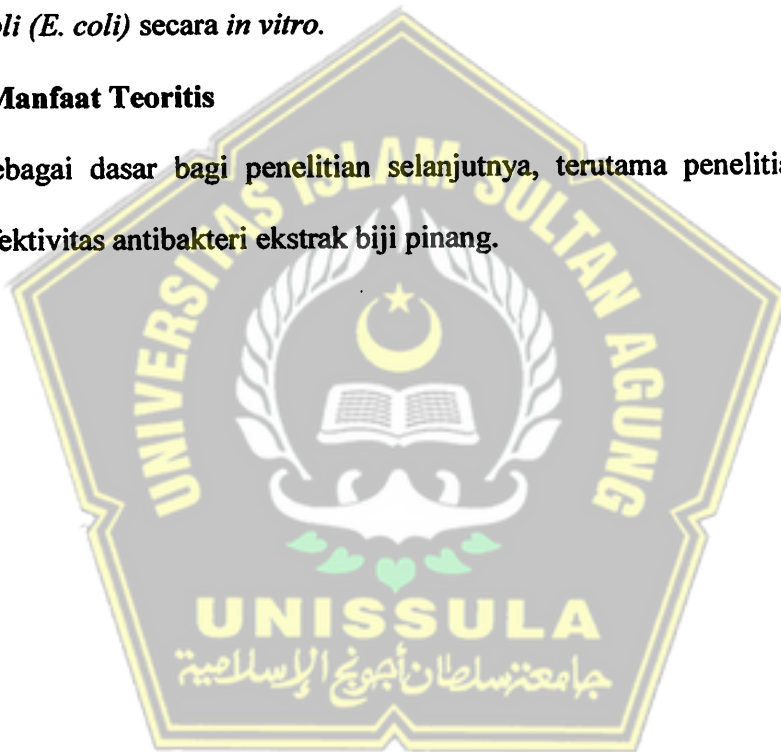 oli (E. coli) secara in vitro.
Manfaat Teoritis
ebagai dasar bagi penelitian selanjutnya, terutama peneliti
fektivitas antibakteri ekstrak biji pinang.
UNIVERSITAS ISLAM SULTAN AGUNG
UNISSULA
جامعة سلطان أجونج الإسلامية